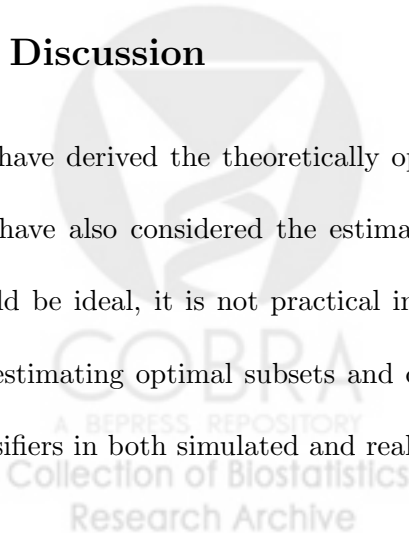 Discussion
have derived the theoretically op
have also considered the estima
ld be ideal, it is not practical in
estimating optimal subsets and
sifiers in both simulated and real
COBRA
A BEPRESS REPOSITORY
Collection of Biostatistics
Research Archive